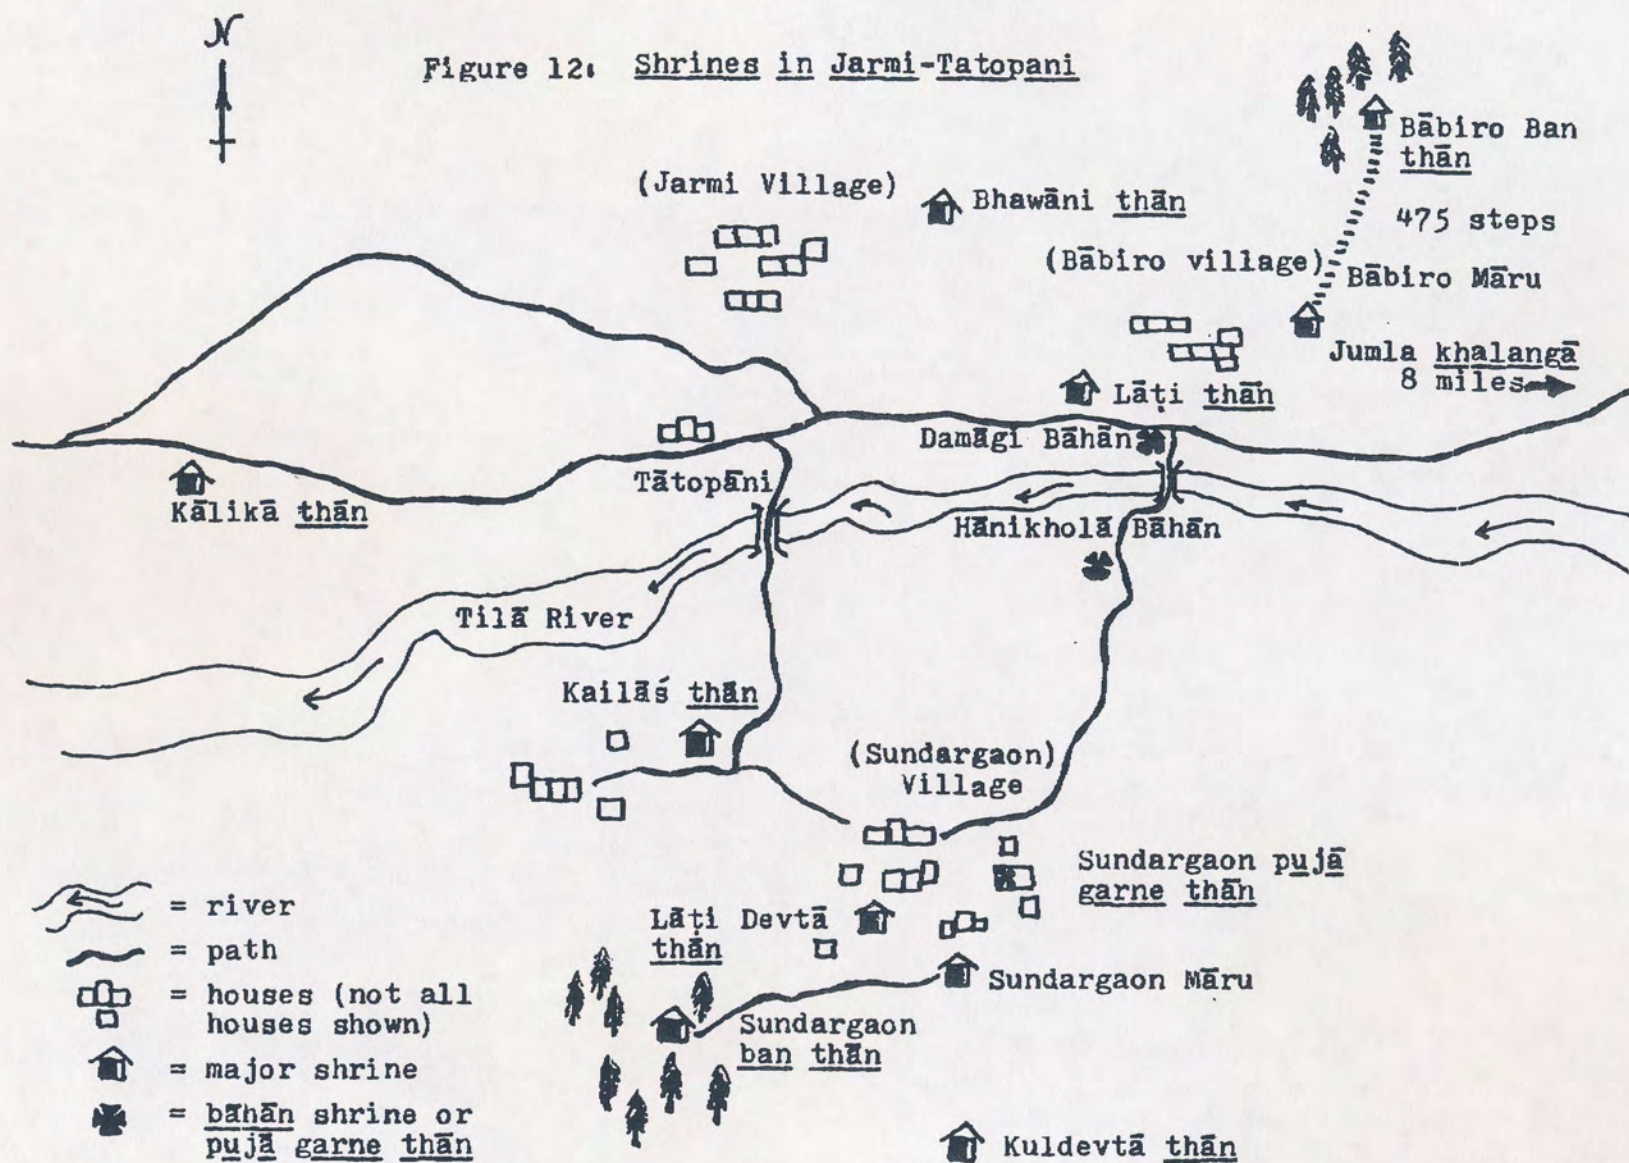 N
Figure 12: Shrines in Jarmi-Tatopani
Bābiro Ban
thān
(Jarmi Village)
Bhawāni thān
475 steps
(Bābiro village)
Bābiro Māru
Jumla khalangā
8 miles
Lāṭi thān
Damāgi Bāhān
Tātopāni
Kālikā thān
Hānikholā Bāhān
Tilā River
Kailāś thān
(Sundargaon)
Village
Sundargaon pujā
garne thān
Lāṭi Devtā
thān
Sundargaon Māru
Sundargaon
ban thān
Kuldevtā thān
= river
= path
= houses (not all
houses shown)
= major shrine
= bāhān shrine or
pujā garne thān